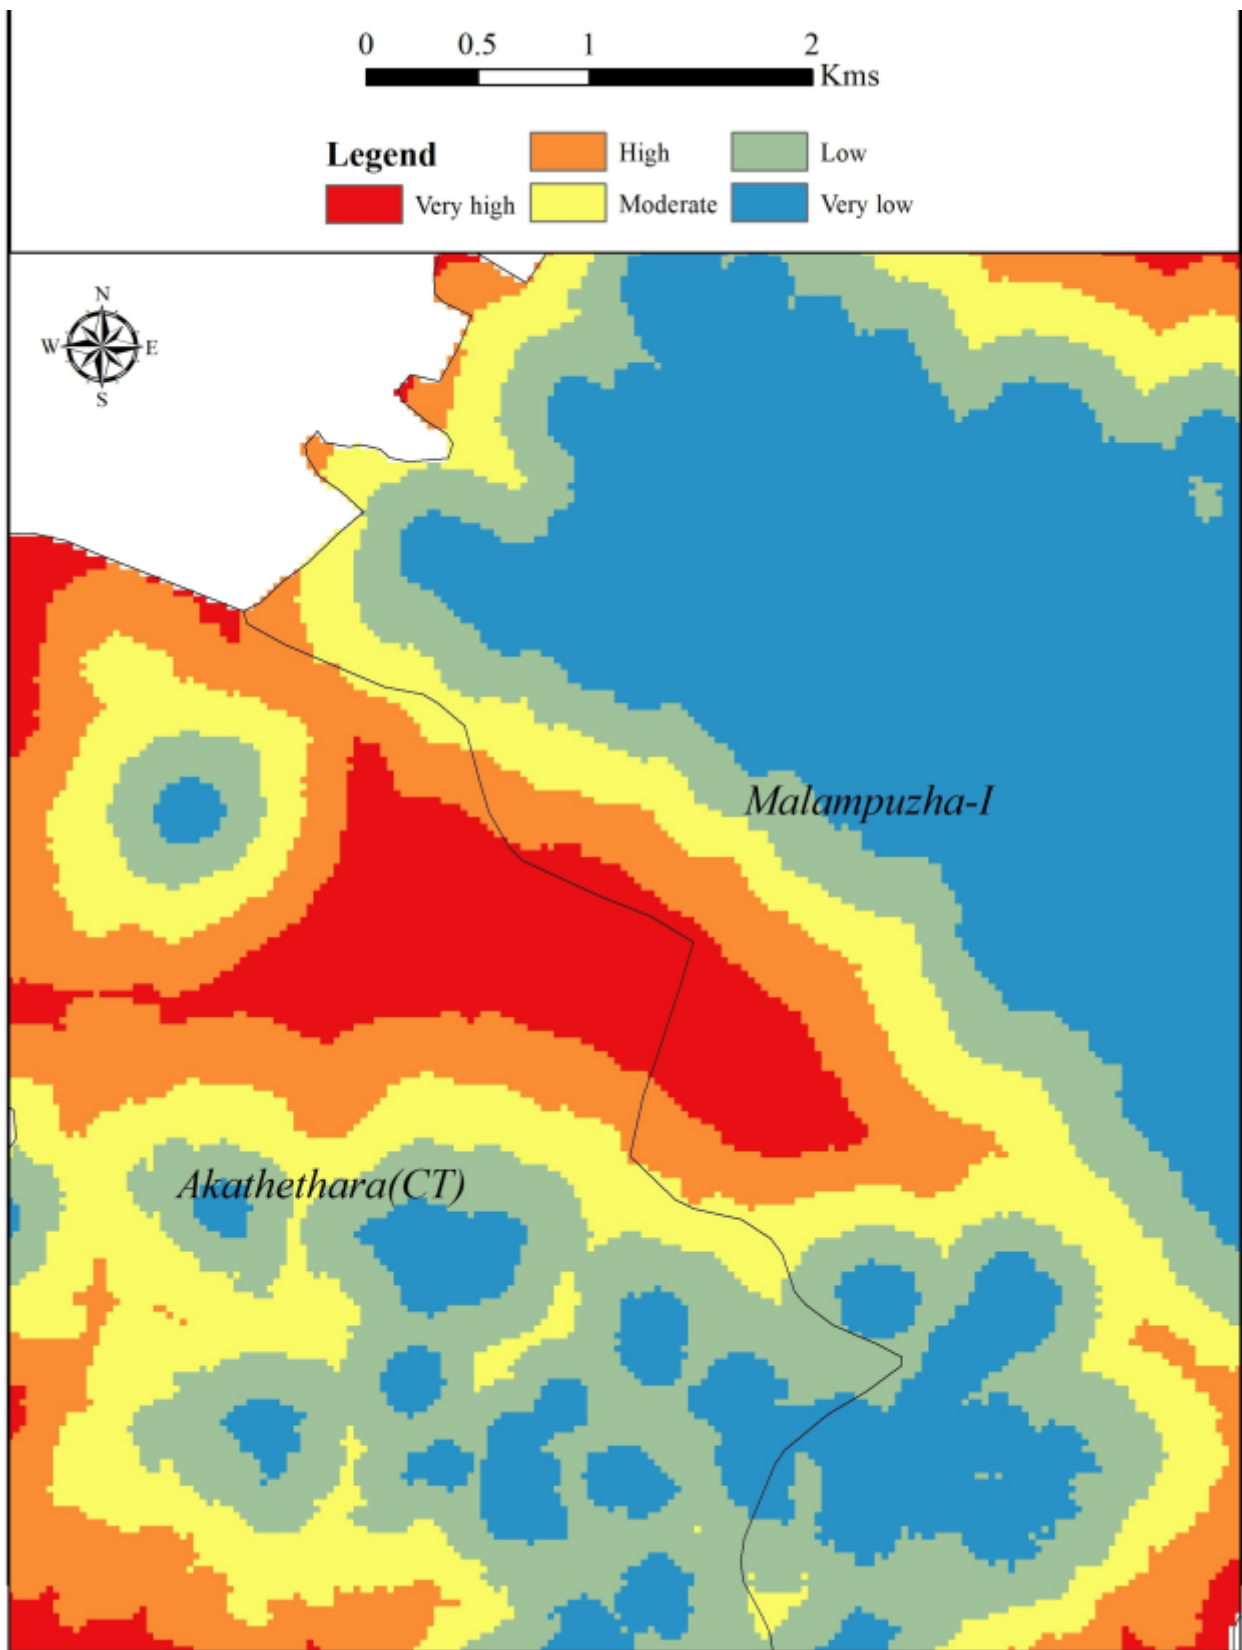 0 0.5 1 2
Kms
Legend
High
Low
Very high
Moderate
Very low
N
W E
S
Malampuzha-I
Akathethara(CT)